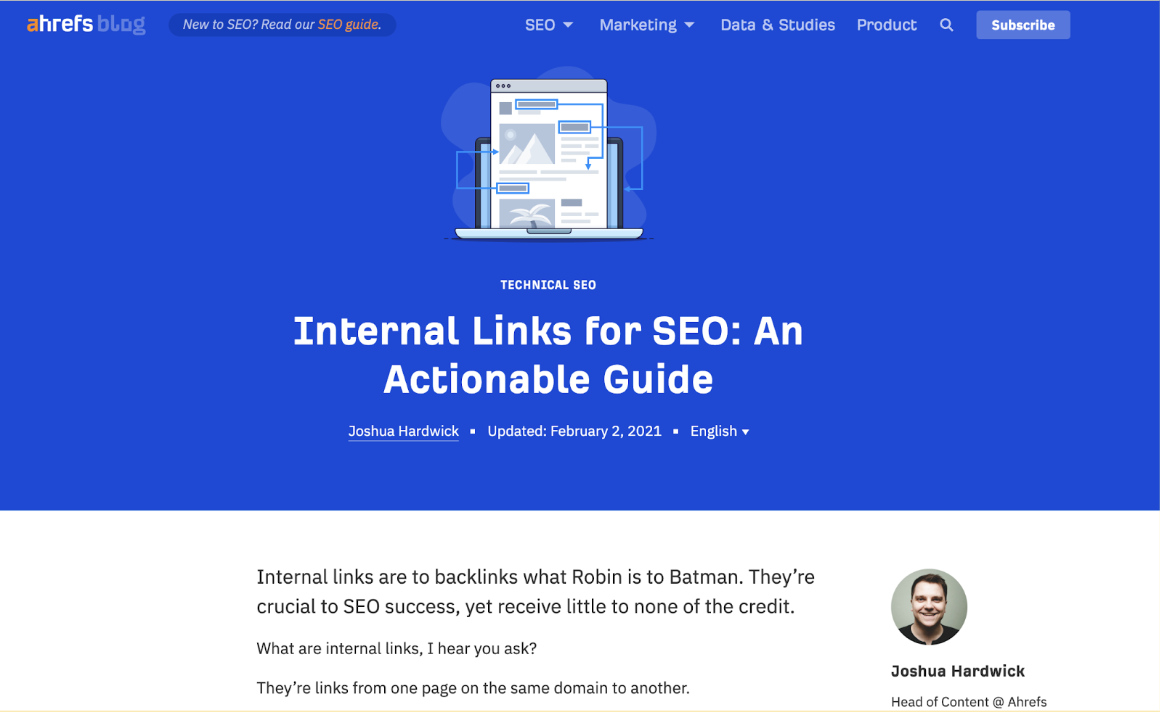 ahrefs blog
New to SEO? Read our SEO guide.
SEO
Marketing
Data & Studies
Product
Subscribe
TECHNICAL SEO
Internal Links for SEO: An
Actionable Guide
Joshua Hardwick ▪ Updated: February 2, 2021 ▪ English
Internal links are to backlinks what Robin is to Batman. They’re
crucial to SEO success, yet receive little to none of the credit.
What are internal links, I hear you ask?
They’re links from one page on the same domain to another.
Joshua Hardwick
Head of Content @ Ahrefs